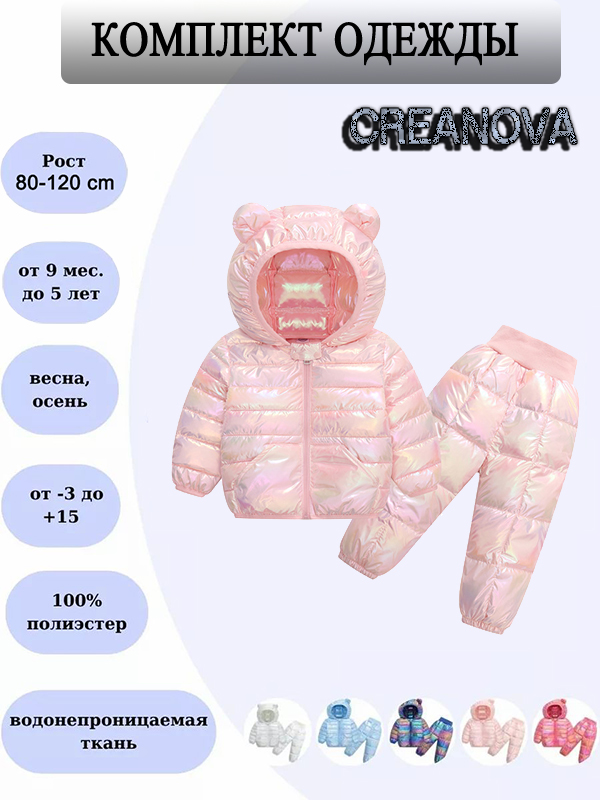 КОМПЛЕКТ ОДЕЖДЫ
CREANOVA
Рост
80-120 cm
от 9 мес.
до 5 лет
весна,
осень
от -3 до
+15
100%
полиэстер
водонепроницаемая
ткань